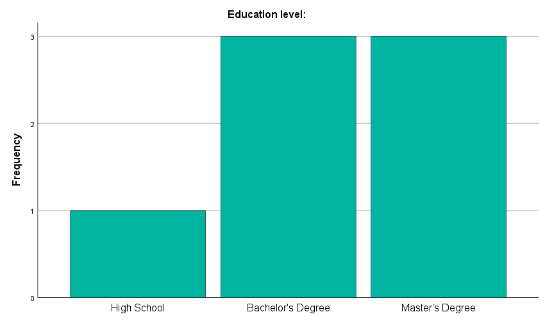 Education level:
Frequency
3
2
1
0
High School
Bachelor's Degree
Master's Degree